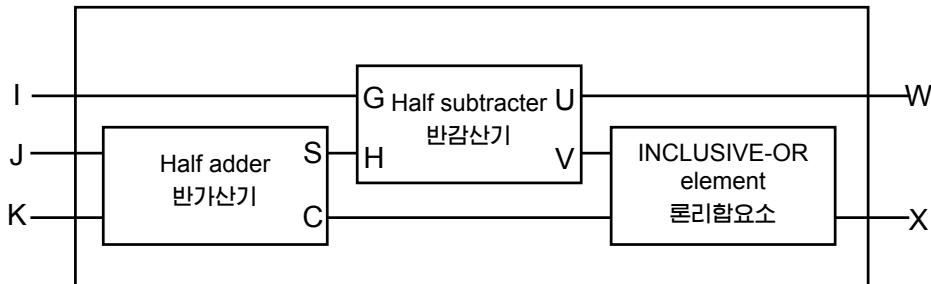 I
J
K
G Half subtracter U
반감산기
H V
Half adder S
반가산기
C
INCLUSIVE-OR
element
론리합요소
W
X